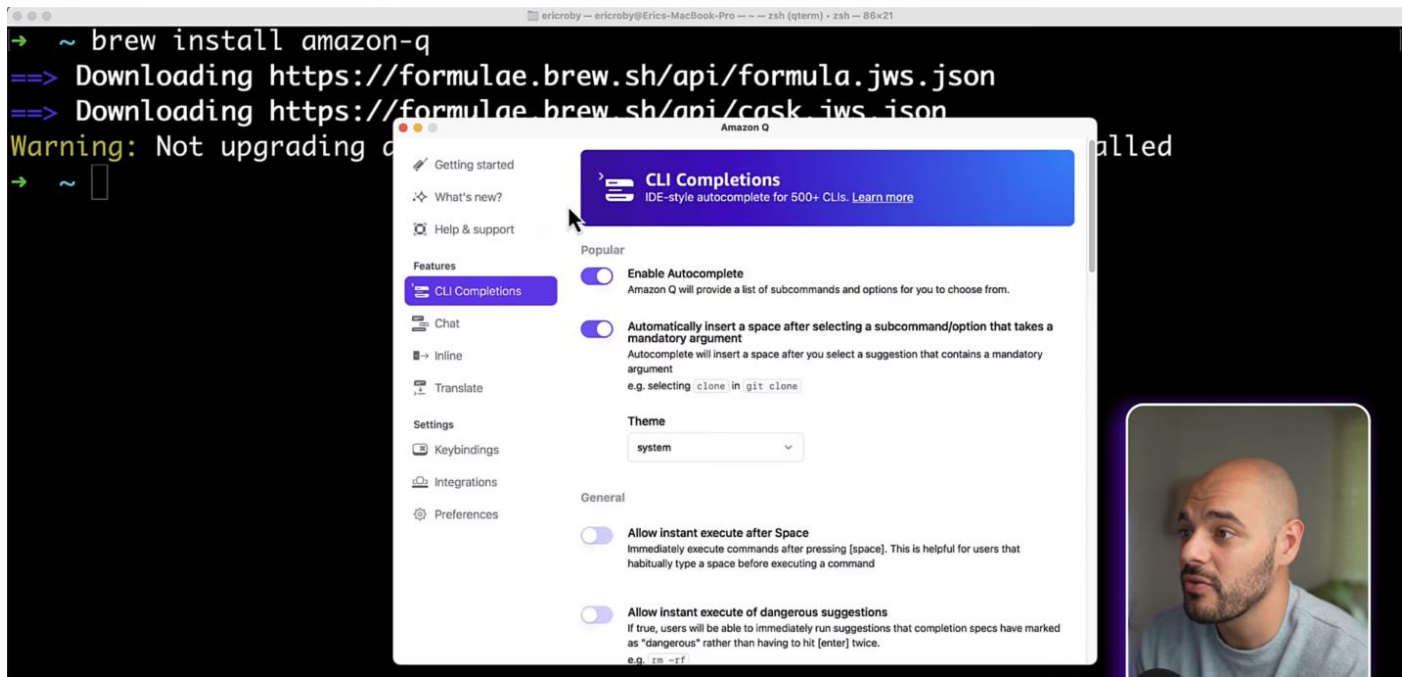 ericroby — ericroby@Erics-MacBook-Pro — ~ — zsh (qterm) • zsh — 86×21
→ ~ brew install amazon-q
==> Downloading https://formulae.brew.sh/api/formula.jws.json
==> Downloading https://formulae.brew.sh/api/cask.jws.json
Warning: Not upgrading a
alled
→ ~
Amazon Q
Getting started
What's new?
Help & support
Features
CLI Completions
Chat
Inline
Translate
Settings
Keybindings
Integrations
Preferences
CLI Completions
IDE-style autocomplete for 500+ CLIs. Learn more
Popular
Enable Autocomplete
Amazon Q will provide a list of subcommands and options for you to choose from.
Automatically insert a space after selecting a subcommand/option that takes a
mandatory argument
Autocomplete will insert a space after you select a suggestion that contains a mandatory
argument
e.g. selecting clone in git clone
Theme
system
General
Allow instant execute after Space
Immediately execute commands after pressing [space]. This is helpful for users that
habitually type a space before executing a command
Allow instant execute of dangerous suggestions
If true, users will be able to immediately run suggestions that completion specs have marked
as "dangerous" rather than having to hit [enter] twice.
e.g. rm -rf